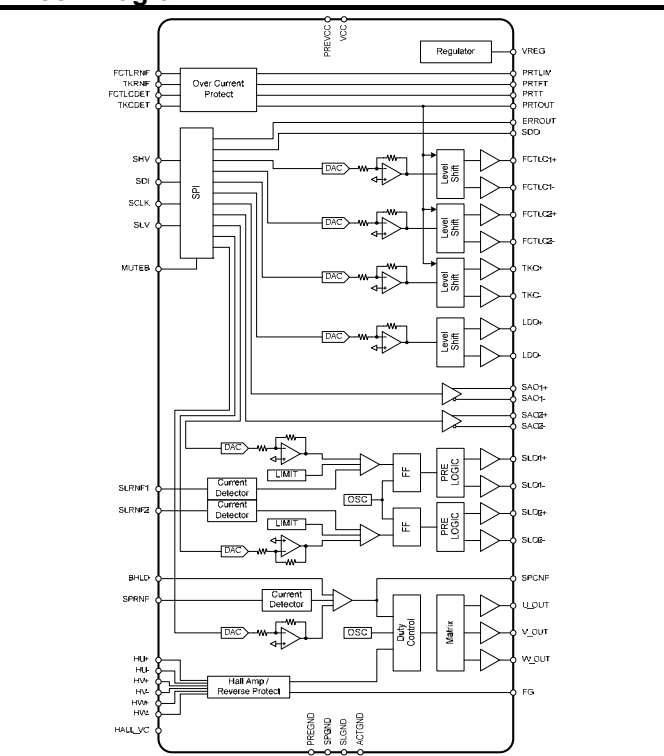 PREVCC
VCC
Regulator
VREG
FCTLRNF
TKRNF
FCTLCDET
TKCDET
Over Current
Protect
PRTLIM
PRTFT
PRTT
PRTOUT
ERROUT
SDO
SHV
SDI
SCLK
SLV
MUTEB
SPI
DAC
Level
Shift
FCTLC1+
FCTLC1-
DAC
Level
Shift
FCTLC2+
FCTLC2-
DAC
Level
Shift
TKC+
TKC-
DAC
Level
Shift
LDO+
LDO-
SAO1+
SAO1-
SAO2+
SAO2-
DAC
LIMIT
SLRNF1
Current
Detector
FF
PRE
LOGIC
SLO1+
SLO1-
OSC
SLRNF2
Current
Detector
LIMIT
FF
PRE
LOGIC
SLO2+
SLO2-
DAC
BHLD
SPCNF
SPRNF
Current
Detector
DAC
OSC
Duty
Control
Matrix
U_OUT
V_OUT
W_OUT
HU+
HU-
HV+
HV-
HW+
HW-
Hall Amp /
Reverse Protect
FG
HALL_VC
PREGND
SPGND
SLGND
ACTGND